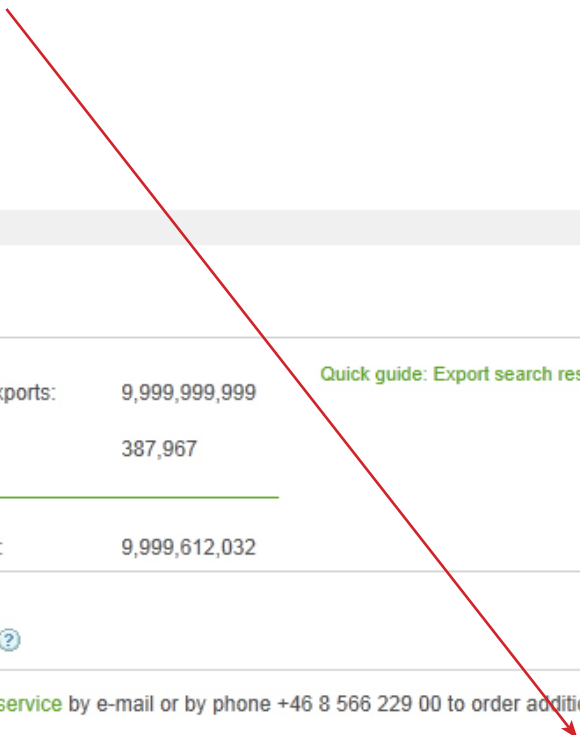 Quick guide: Export search res
xports: 9,999,999,999
387,967
: 9,999,612,032
?
service by e-mail or by phone +46 8 566 229 00 to order additi